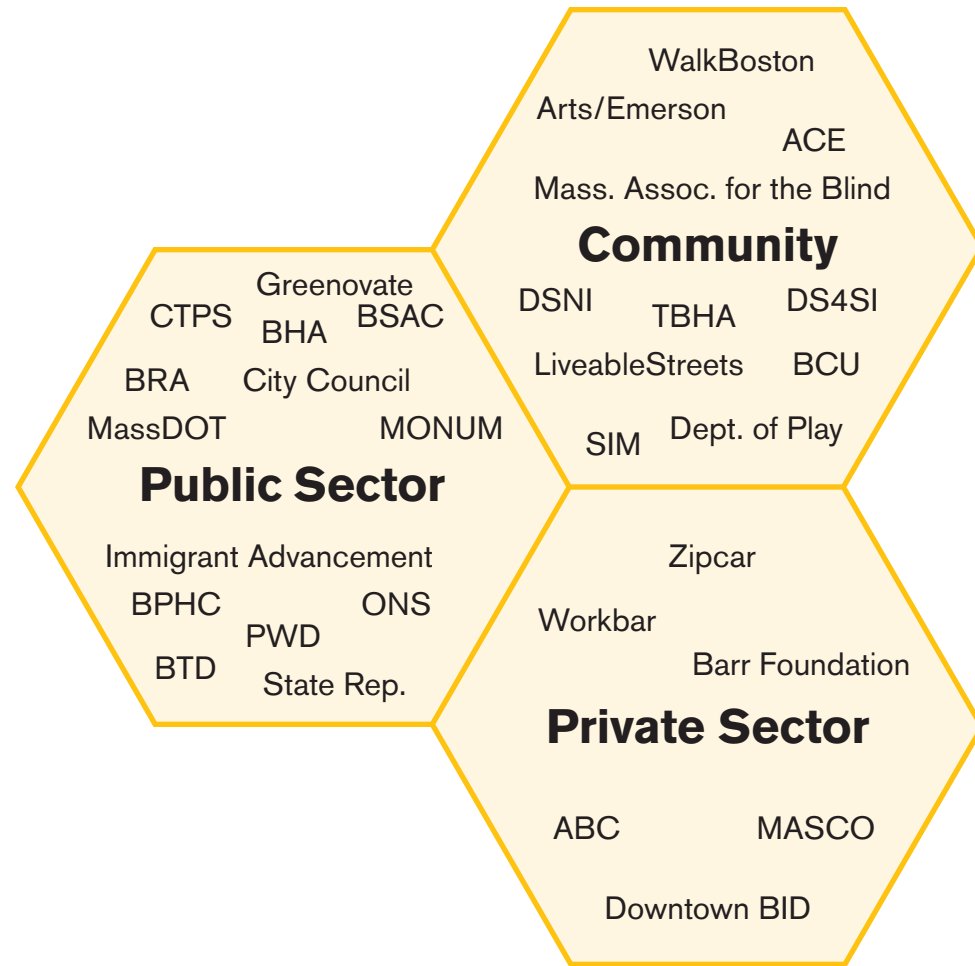 WalkBoston
Arts/Emerson
ACE
Mass. Assoc. for the Blind
Community
DSNI
TBHA
DS4SI
LiveableStreets
BCU
SIM
Dept. of Play
Greenovate
CTPS
BHA
BSAC
BRA
City Council
MassDOT
MONUM
Public Sector
Immigrant Advancement
BPHC
ONS
PWD
BTD
State Rep.
Zipcar
Workbar
Barr Foundation
Private Sector
ABC
MASCO
Downtown BID